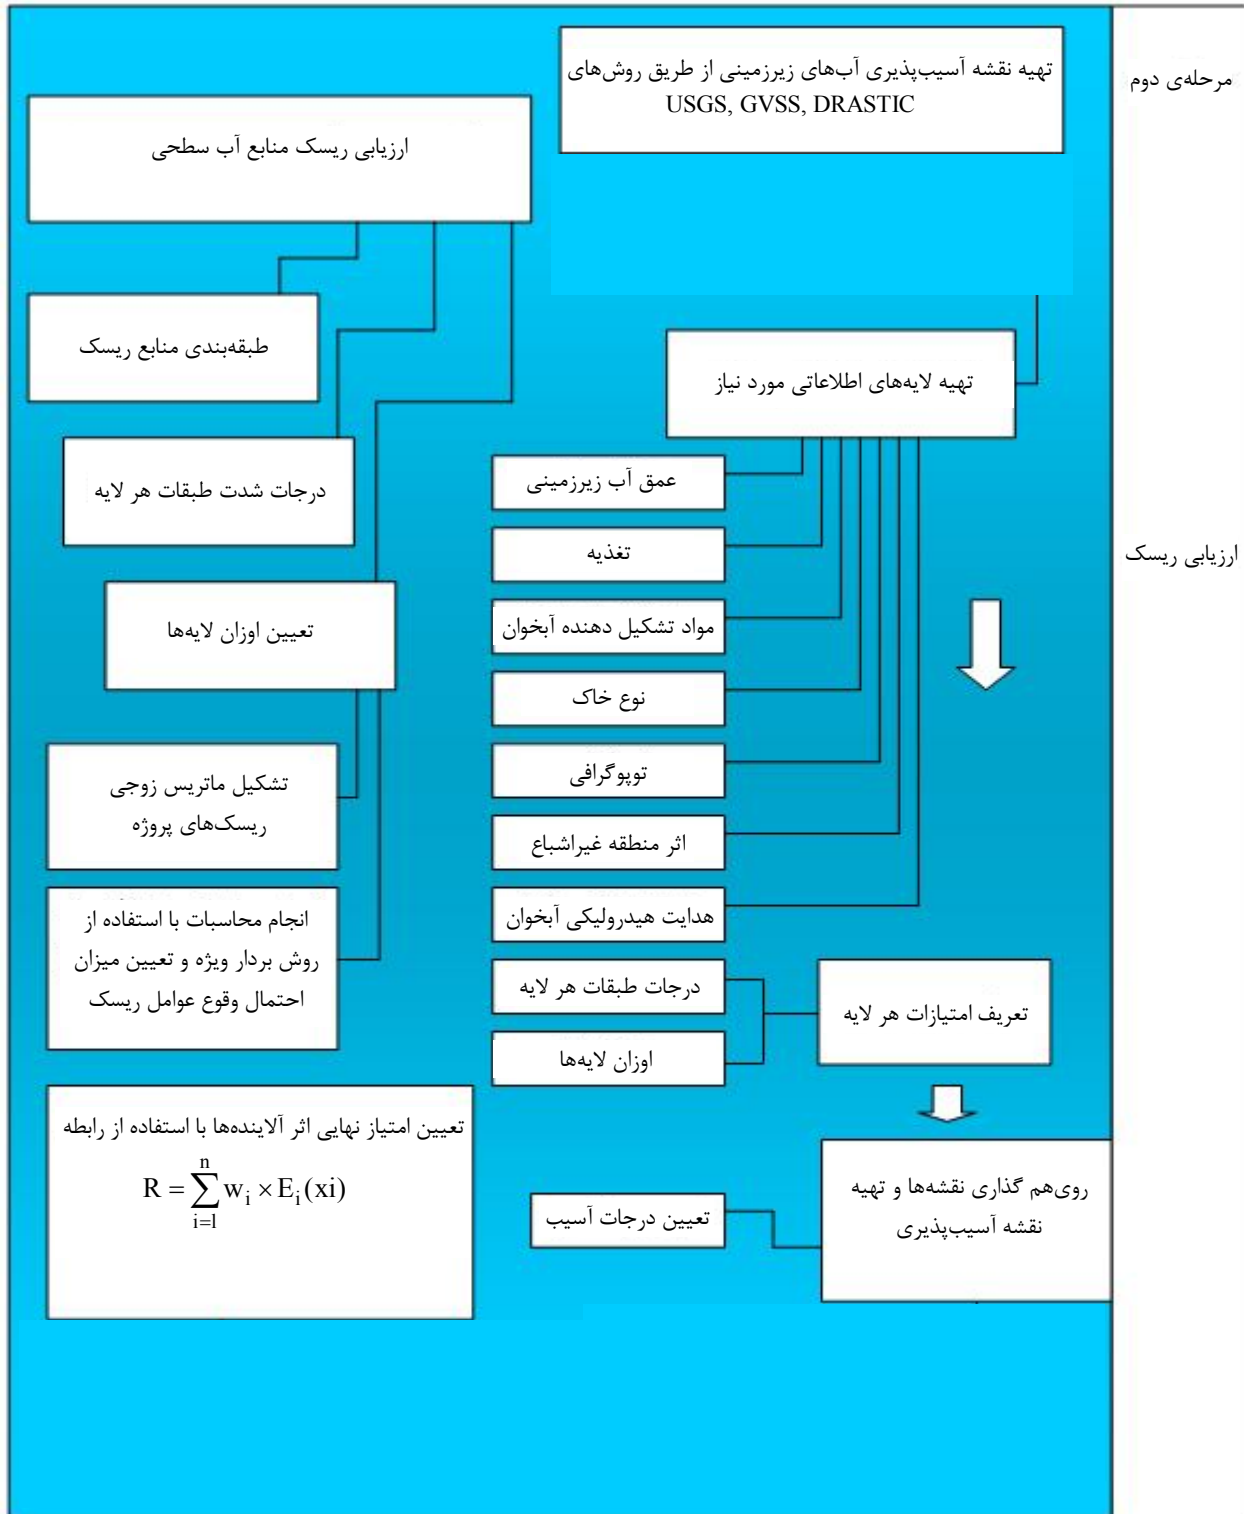 مرحله‌ی دوم
ارزیابی ریسک
تهیه نقشه آسیب‌پذیری آب‌های زیرزمینی از طریق روش‌های
USGS, GVSS, DRASTIC
تهیه لایه‌های اطلاعاتی مورد نیاز
عمق آب زیرزمینی
تغذیه
مواد تشکیل دهنده آبخوان
نوع خاک
توپوگرافی
اثر منطقه غیراشباع
هدایت هیدرولیکی آبخوان
تعریف امتیازات هر لایه
درجات طبقات هر لایه
اوزان لایه‌ها
روی‌هم گذاری نقشه‌ها و تهیه
نقشه آسیب‌پذیری
تعیین درجات آسیب
ارزیابی ریسک منابع آب سطحی
طبقه‌بندی منابع ریسک
درجات شدت طبقات هر لایه
تعیین اوزان لایه‌ها
تشکیل ماتریس زوجی
ریسک‌های پروژه
انجام محاسبات با استفاده از
روش بردار ویژه و تعیین میزان
احتمال وقوع عوامل ریسک
تعیین امتیاز نهایی اثر آلاینده‌ها با استفاده از رابطه
R = \sum_{i=l}^{n} w_i × E_i(xi)